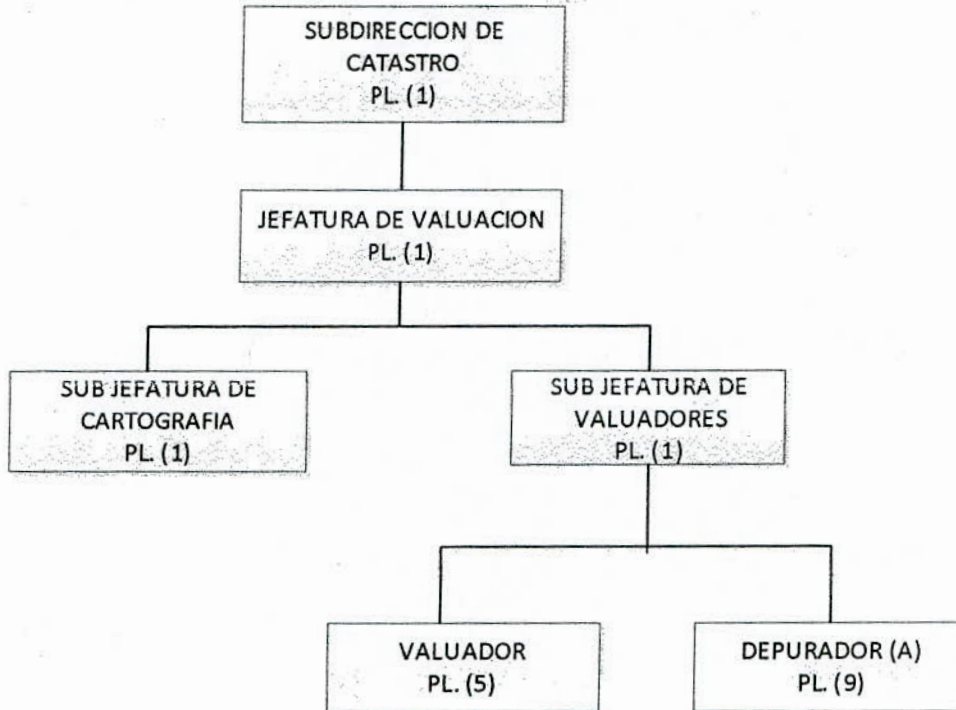 SUBDIRECCION DE
CATASTRO
PL. (1)
JEFATURA DE VALUACION
PL. (1)
SUB JEFATURA DE
CARTOGRAFIA
PL. (1)
SUB JEFATURA DE
VALUADORES
PL. (1)
VALUADOR
PL. (5)
DEPURADOR (A)
PL. (9)